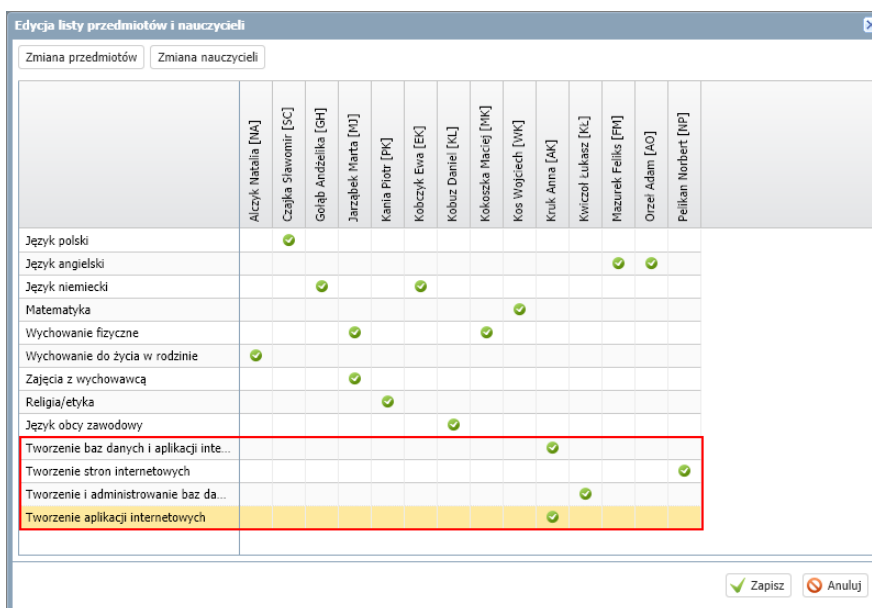 Edycja listy przedmiotów i nauczycieli
Zmiana przedmiotów Zmiana nauczycieli
Alczyk Natalia [NA]
Czajka Sławomir [SC]
Gołąb Andżelika [GH]
Jarząbek Marta [MJ]
Kania Piotr [PK]
Kobczyk Ewa [EK]
Kobuz Daniel [KL]
Kokoszka Maciej [MK]
Kos Wojciech [WK]
Kruk Anna [AK]
Kwiczoł Łukasz [KŁ]
Mazurek Feliks [FM]
Orzeł Adam [AO]
Pelikan Norbert [NP]
Język polski
Język angielski
Język niemiecki
Matematyka
Wychowanie fizyczne
Wychowanie do życia w rodzinie
Zajęcia z wychowawcą
Religia/etyka
Język obcy zawodowy
Tworzenie baz danych i aplikacji inte...
Tworzenie stron internetowych
Tworzenie i administrowanie baz da...
Tworzenie aplikacji internetowych
Zapisz Anuluj